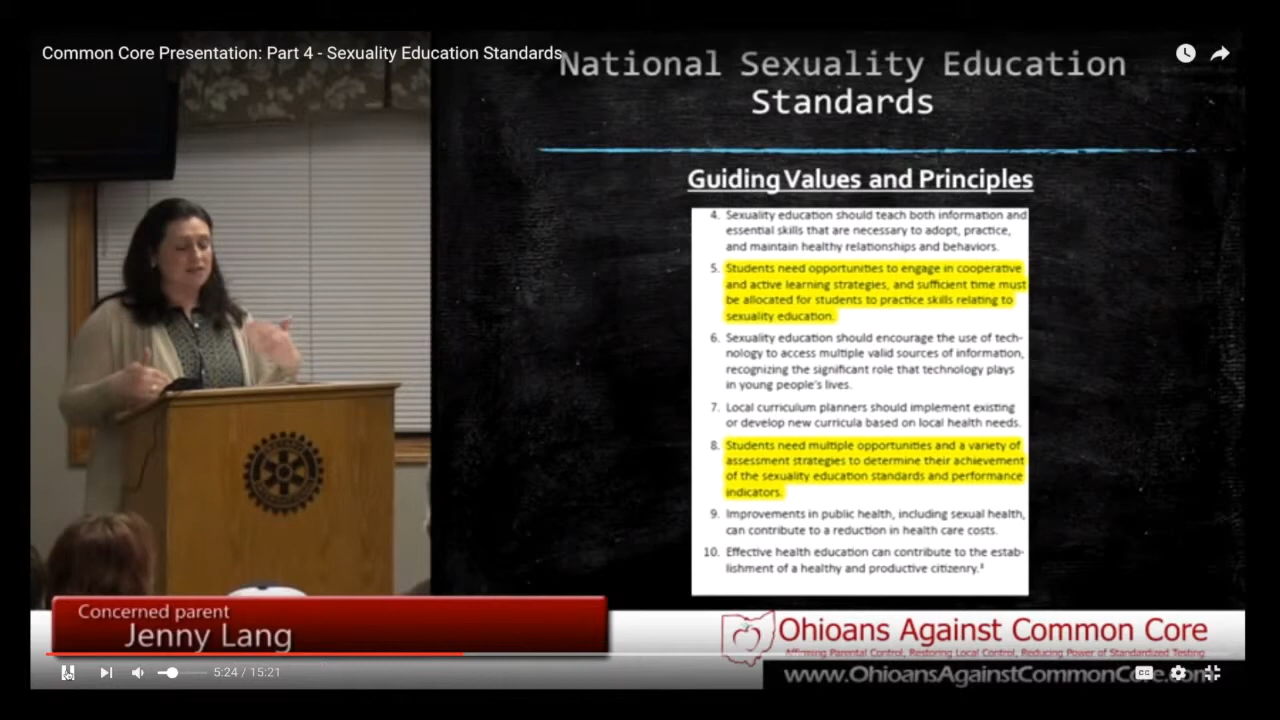 Common Core Presentation: Part 4 - Sexuality Education Standards
National Sexuality Education
Standards
Guiding Values and Principles
4. Sexuality education should teach both information and
essential skills that are necessary to adopt, practice,
and maintain healthy relationships and behaviors.
5. Students need opportunities to engage in cooperative
and active learning strategies, and sufficient time must
be allocated for students to practice skills relating to
sexuality education.
6. Sexuality education should encourage the use of tech-
nology to access multiple valid sources of information,
recognizing the significant role that technology plays
in young people's lives.
7. Local curriculum planners should implement existing
or develop new curricula based on local health needs.
8. Students need multiple opportunities and a variety of
assessment strategies to determine their achievement
of the sexuality education standards and performance
indicators.
9. Improvements in public health, including sexual health,
can contribute to a reduction in health care costs.
10. Effective health education can contribute to the estab-
lishment of a healthy and productive citizenry.³
Concerned parent
Jenny Lang
Ohioans Against Common Core
Affirming Parental Control, Restoring Local Control, Reducing Power of Standardized Testing
5:24 / 15:21
CC
www.OhioansAgainstCommonCore.com